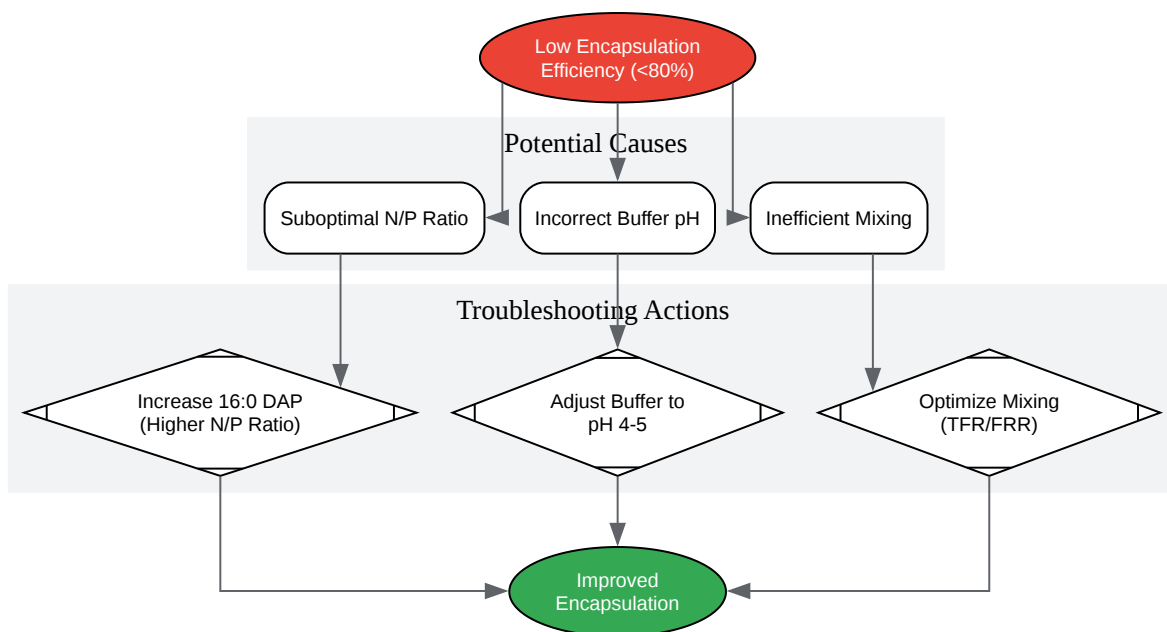 Low Encapsulation
Efficiency (<80%)
Potential Causes
Suboptimal N/P Ratio
Incorrect Buffer pH
Inefficient Mixing
Troubleshooting Actions
Increase 16:0 DAP
(Higher N/P Ratio)
Adjust Buffer to
pH 4-5
Optimize Mixing
(TFR/FRR)
Improved
Encapsulation